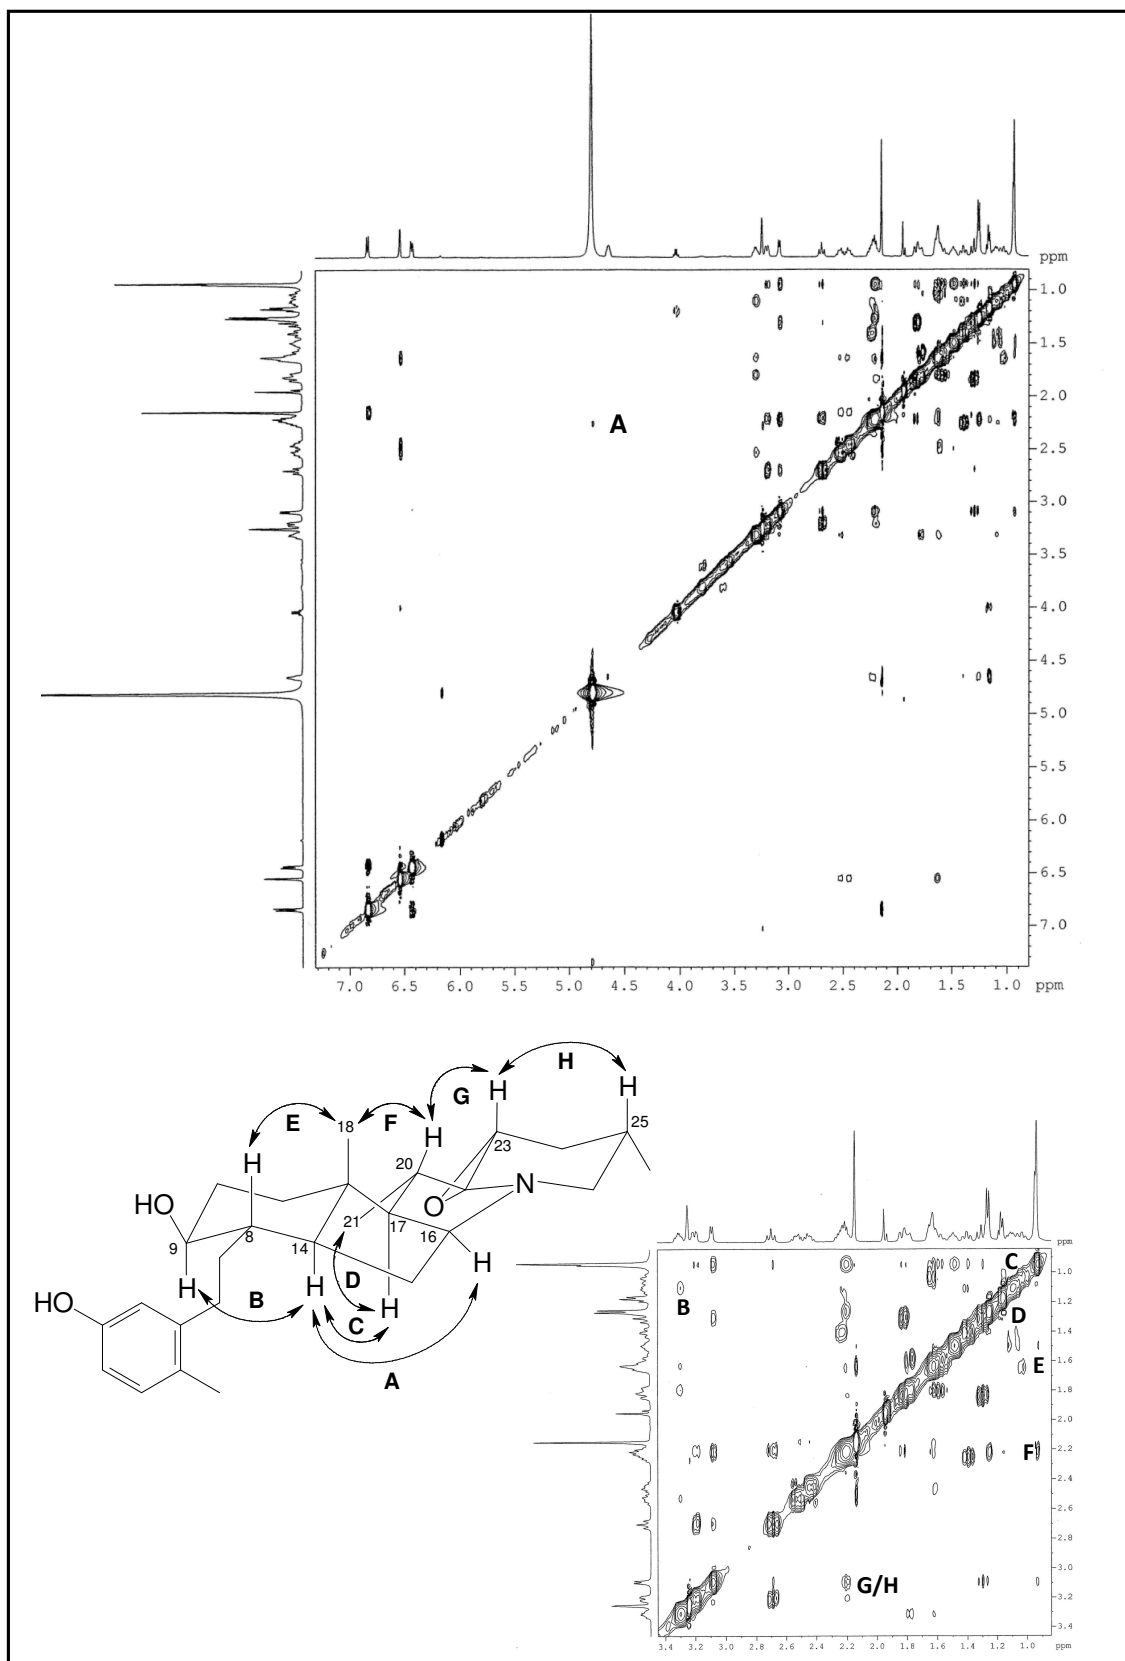 ppm
1.0
1.5
2.0
A
2.5
3.0
3.5
4.0
4.5
5.0
5.5
6.0
6.5
7.0
7.0 6.5 6.0 5.5 5.0 4.5 4.0 3.5 3.0 2.5 2.0 1.5 1.0 ppm
H
H H
G
E 18 F 25
H 23
H 20
HO N
21 O
8 17
9 14 16
H D H
HO B H C H
A
ppm
C 1.0
B
D 1.2
1.4
E 1.6
1.8
2.0
F 2.2
2.4
2.6
2.8
3.0
G/H
3.2
3.4
3.4 3.2 3.0 2.8 2.6 2.4 2.2 2.0 1.8 1.6 1.4 1.2 1.0 ppm